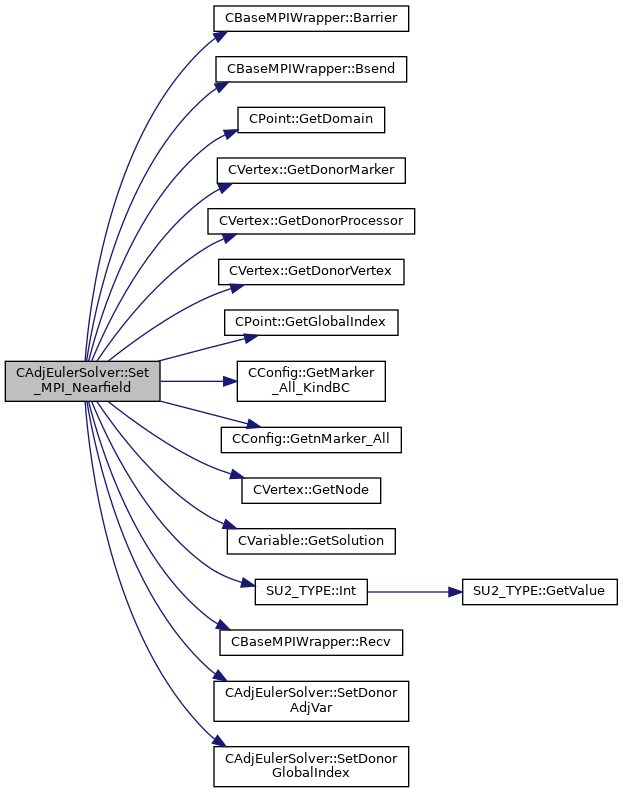 CBaseMPIWrapper::Barrier
CBaseMPIWrapper::Bsend
CPoint::GetDomain
CVertex::GetDonorMarker
CVertex::GetDonorProcessor
CVertex::GetDonorVertex
CPoint::GetGlobalIndex
CAdjEulerSolver::Set
_MPI_Nearfield
CConfig::GetMarker
_All_KindBC
CConfig::GetnMarker_All
CVertex::GetNode
CVariable::GetSolution
SU2_TYPE::Int
SU2_TYPE::GetValue
CBaseMPIWrapper::Recv
CAdjEulerSolver::SetDonor
AdjVar
CAdjEulerSolver::SetDonor
GlobalIndex